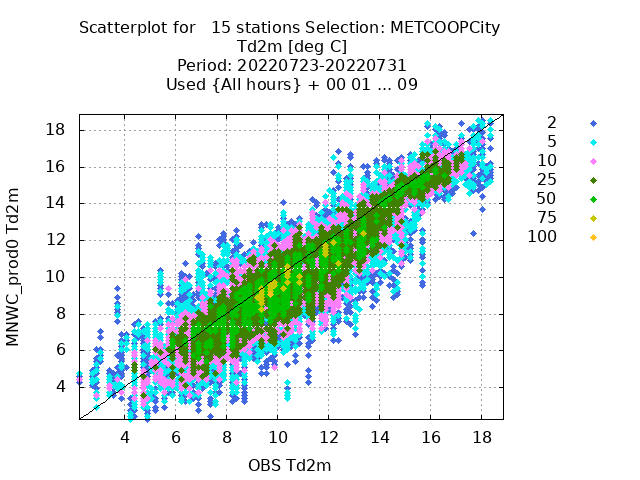 Scatterplot for   15 stations Selection: METCOOPCity
Td2m [deg C]
Period: 20220723-20220731
Used {All hours} + 00 01 ... 09
MNWC_prod0 Td2m
18
16
14
12
10
8
6
4
4 6 8 10 12 14 16 18
OBS Td2m
2
5
10
25
50
75
100